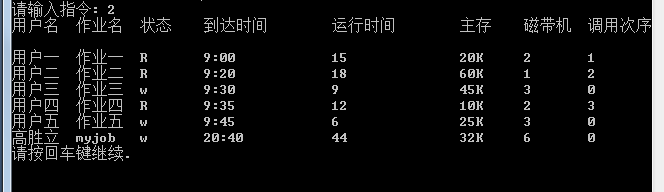 请输入指令: 2
用户名 作业名 状态 到达时间 运行时间 主存 磁带机 调用次序
用户一 作业一 R 9:00 15 20K 2 1
用户二 作业二 R 9:20 18 60K 1 2
用户三 作业三 w 9:30 9 45K 3 0
用户四 作业四 R 9:35 12 10K 2 3
用户五 作业五 w 9:45 6 25K 3 0
高胜立 myjob w 20:40 44 32K 6 0
请按回车键继续.